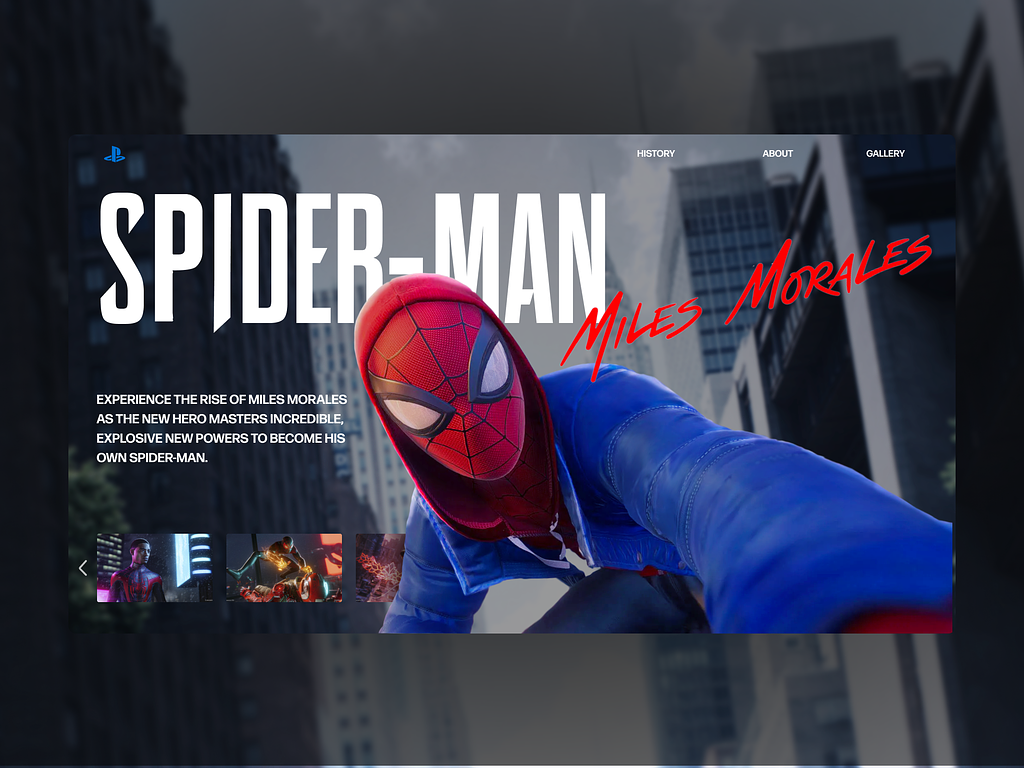 HISTORY ABOUT GALLERY
SPIDER-MAN
MILES MORALES
EXPERIENCE THE RISE OF MILES MORALES
AS THE NEW HERO MASTERS INCREDIBLE,
EXPLOSIVE NEW POWERS TO BECOME HIS
OWN SPIDER-MAN.